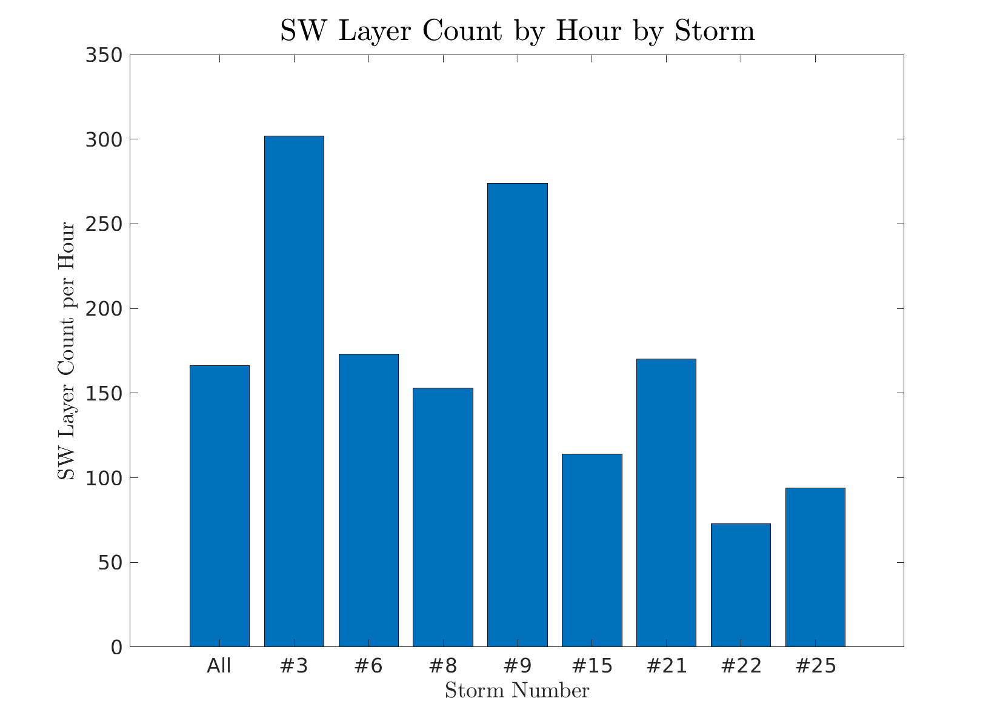 SW Layer Count by Hour by Storm
350
300
250
200
150
100
50
0
SW Layer Count per Hour
All #3 #6 #8 #9 #15 #21 #22 #25
Storm Number